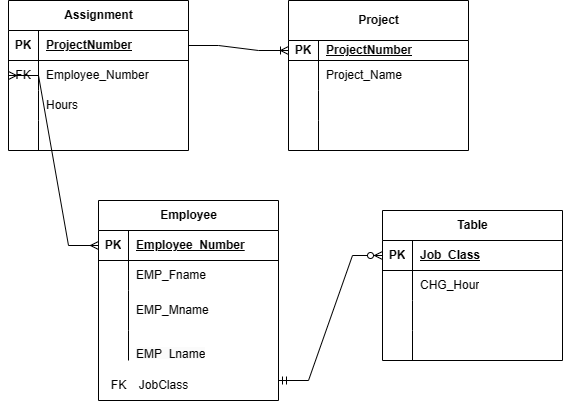 Assignment
PK ProjectNumber
FK Employee_Number
Hours
Project
PK ProjectNumber
Project_Name
Employee
PK Employee_Number
EMP_Fname
EMP_Mname
EMP_Lname
FK JobClass
Table
PK Job_Class
CHG_Hour